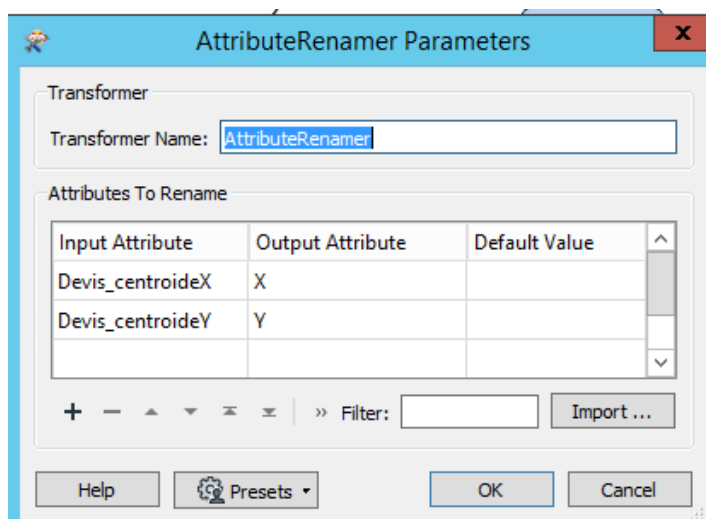 AttributeRenamer Parameters
x
Transformer
Transformer Name: AttributeRenamer
Attributes To Rename
Input Attribute Output Attribute Default Value
Devis_centroideX X
Devis_centroideY Y
Filter: Import ...
Help Presets OK Cancel